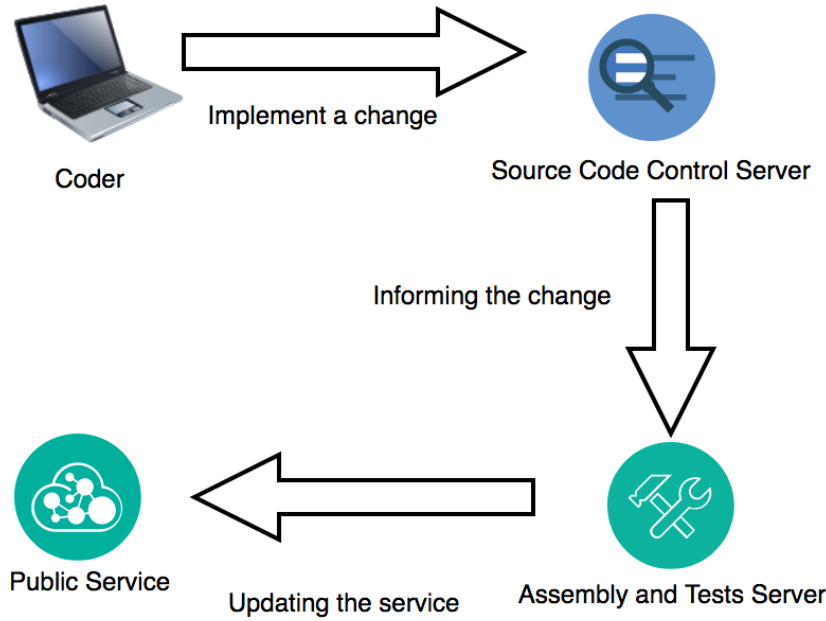 Implement a change
Coder
Source Code Control Server
Informing the change
Public Service
Updating the service
Assembly and Tests Server